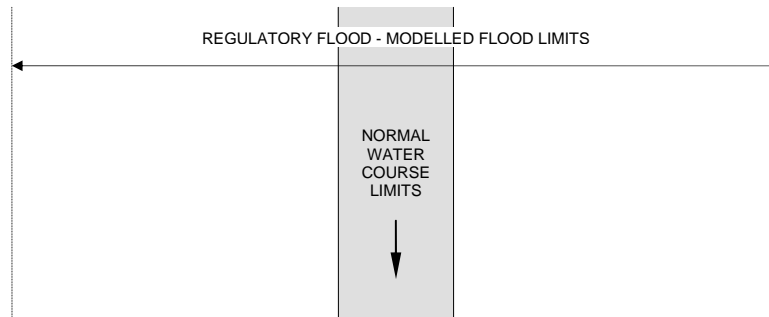 REGULATORY FLOOD - MODELLED FLOOD LIMITS
NORMAL
WATER
COURSE
LIMITS